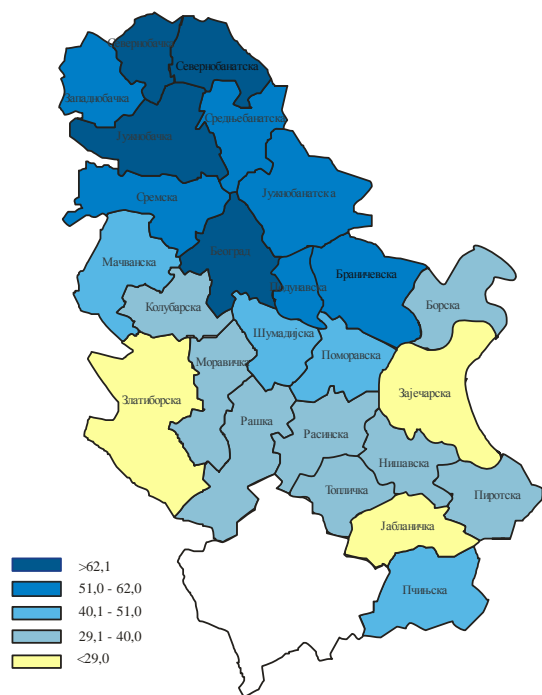 Севернобачка
Севернобанатска
Западнобачка
Средњебанатска
Јужнобачка
Јужнобанатска
Сремска
Београд
Мачванска
Браничевска
Подунавска
Борска
Колубарска
Шумадијска
Поморавска
Моравичка
Зајечарска
Златиборска
Рашка
Расинска
Нишавска
Топличка
Пиротска
Јабланичка
Пчињска
>62,1
51,0 - 62,0
40,1 - 51,0
29,1 - 40,0
<29,0